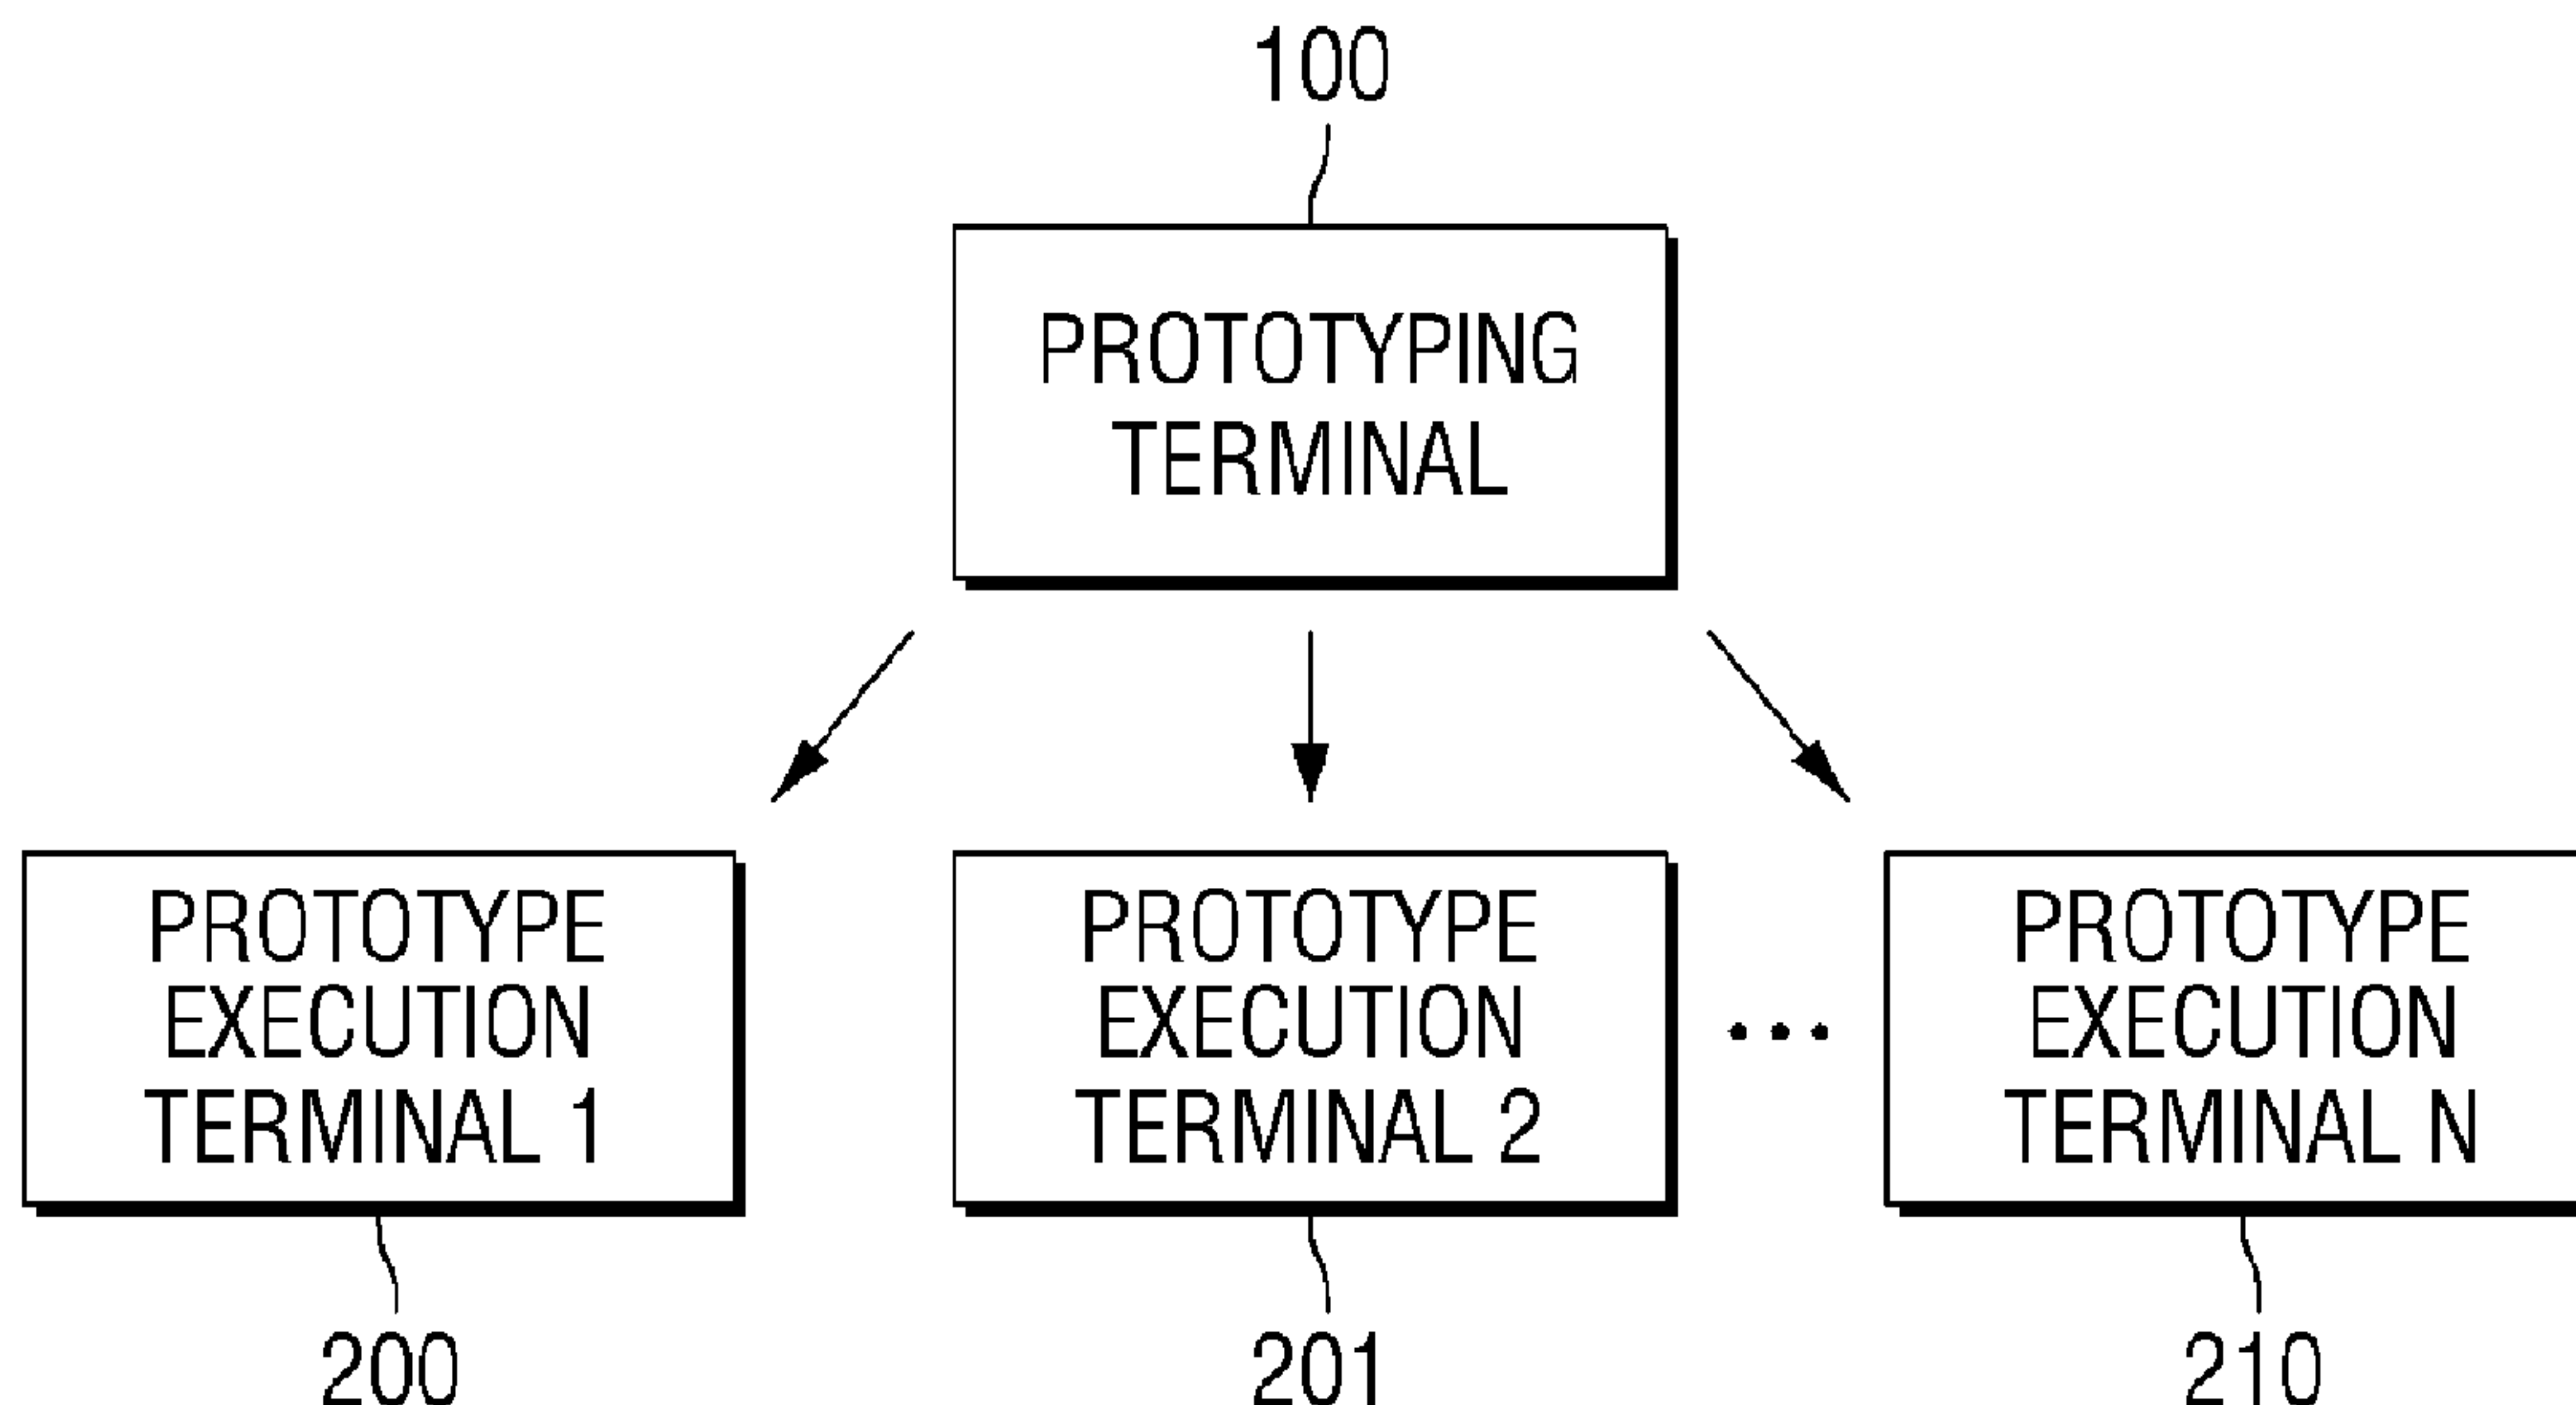 100
PROTOTYPING
TERMINAL
PROTOTYPE
EXECUTION
TERMINAL 1
PROTOTYPE
EXECUTION
TERMINAL 2
...
PROTOTYPE
EXECUTION
TERMINAL N
200
201
210